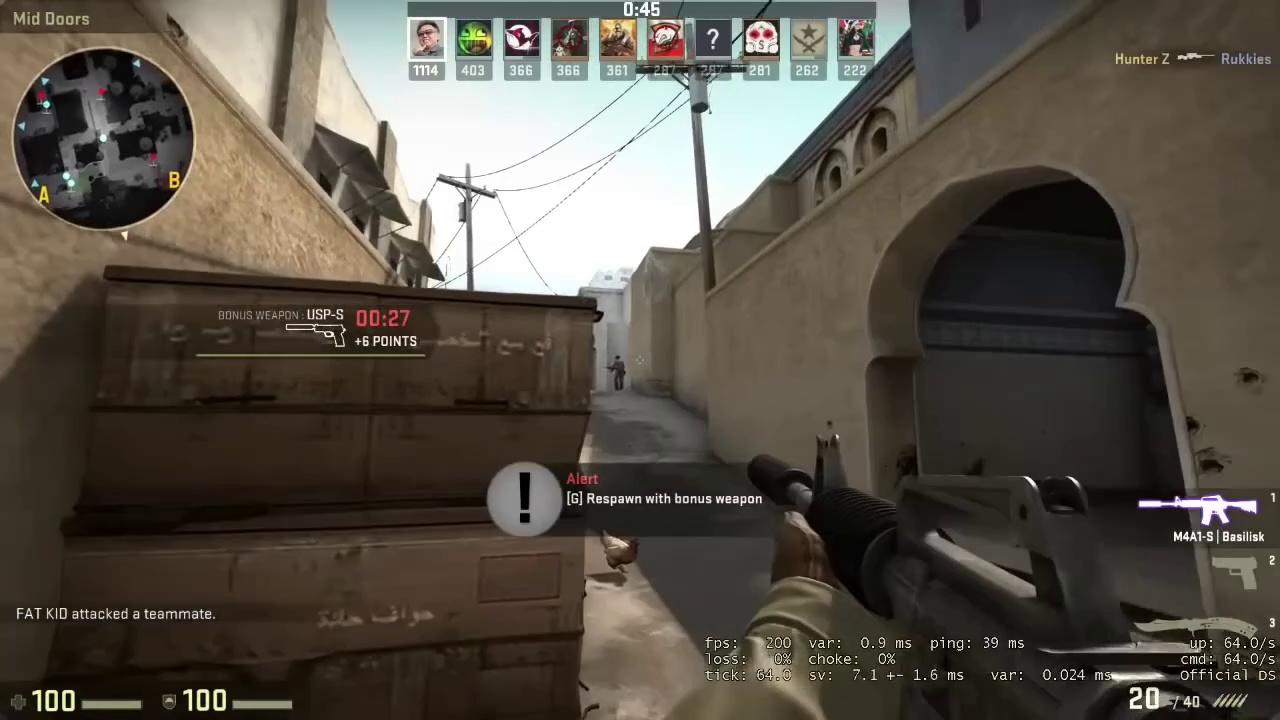 Mid Doors
0:45
?
S
1114 403 366 366 361 287 287 281 262 222
Hunter Z Rukkies
A
B
BONUS WEAPON : USP-S 00:27
+6 POINTS
Alert
[G] Respawn with bonus weapon
1
M4A1-S | Basilisk
2
3
FAT KID attacked a teammate.
fps: 200 var: 0.9 ms ping: 39 ms up: 64.0/s
loss: 0% choke: 0% cmd: 64.0/s
tick: 64.0 sv: 7.1 +- 1.6 ms var: 0.024 ms Official DS
100 100
20 / 40